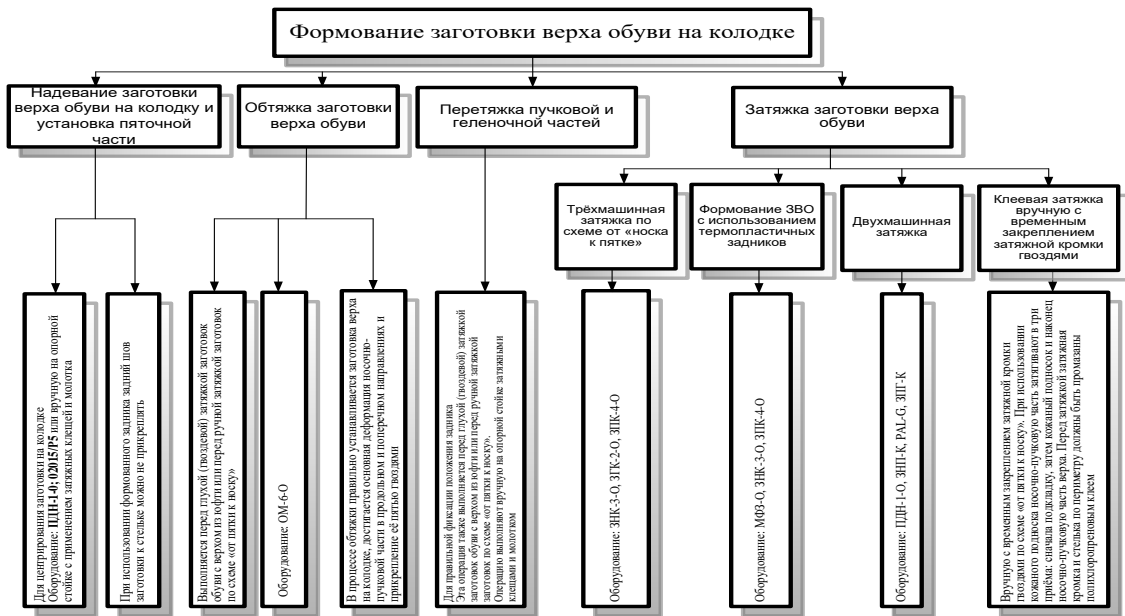 Формование заготовки верха обуви на колодке
Надевание заготовки
верха обуви на колодку и
установка пяточной
части
Обтяжка заготовки
верха обуви
Перетяжка пучковой и
геленочной частей
Затяжка заготовки верха
обуви
Трёхмашинная
затяжка по
схеме от «носка
к пятке»
Формование ЗВО
с использованием
термопластичных
задников
Двухмашинная
затяжка
Клеевая затяжка
вручную с
временным
закреплением
затяжной кромки
гвоздями
Для центрирования заготовки на колодке
Оборудование: ПДН-1-0; 02015/Р5 или вручную на опорной
стойке с применением затяжных клещей и молотка
При использовании формованного задника задний шов
заготовки к стельке можно не прикреплять
Выполняется перед глухой (гвоздевой) затяжкой заготовок
обуви с верхом из юфти или перед ручной затяжкой заготовок
по схеме «от пятки к носку»
Оборудование: ОМ-6-О
В процессе обтяжки правильно устанавливается заготовка верха
на колодке, достигается основная деформация носочно-
пучковой части в продольном и поперечном направлениях и
прикрепление её пятью гвоздями
Для правильной фиксации положения задника
Эта операция также выполняется перед глухой (гвоздевой) затяжкой
заготовок обуви с верхом из юфти или перед ручной затяжкой
заготовок по схеме «от пятки к носку».
Операцию выполняют вручную на опорной стойке затяжными
клещами и молотком
Оборудование: ЗНК-3-О, ЗГК-2-О, ЗПК-4-О
Оборудование: МФЗ-О, ЗНК-3-О, ЗПК-4-О
Оборудование: ПДН-1-О, ЗНП-К, PAL-G, ЗПГ-К
Вручную с временным закреплением затяжной кромки
гвоздями по схеме «от пятки к носку». При использовании
кожаного подноска носочно-пучковую часть затягивают в три
приёма: сначала подкладку, затем кожаный подносок и наконец
носочно-пучковую часть верха. Перед затяжкой затяжная
кромка и стелька по периметру должны быть промазаны
полихлоропреновым клеем